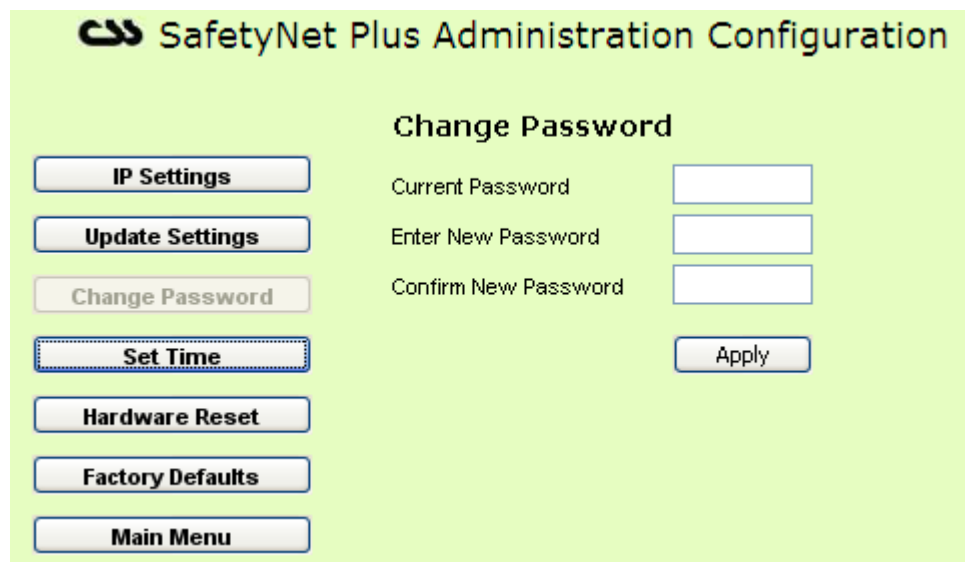 CSS SafetyNet Plus Administration Configuration
Change Password
IP Settings
Update Settings
Change Password
Set Time
Hardware Reset
Factory Defaults
Main Menu
Current Password
Enter New Password
Confirm New Password
Apply